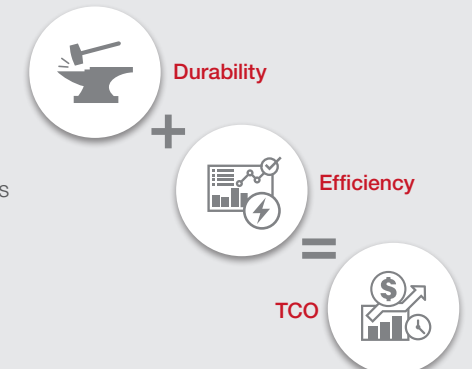 Durability
+
s
Efficiency
=
TCO
$